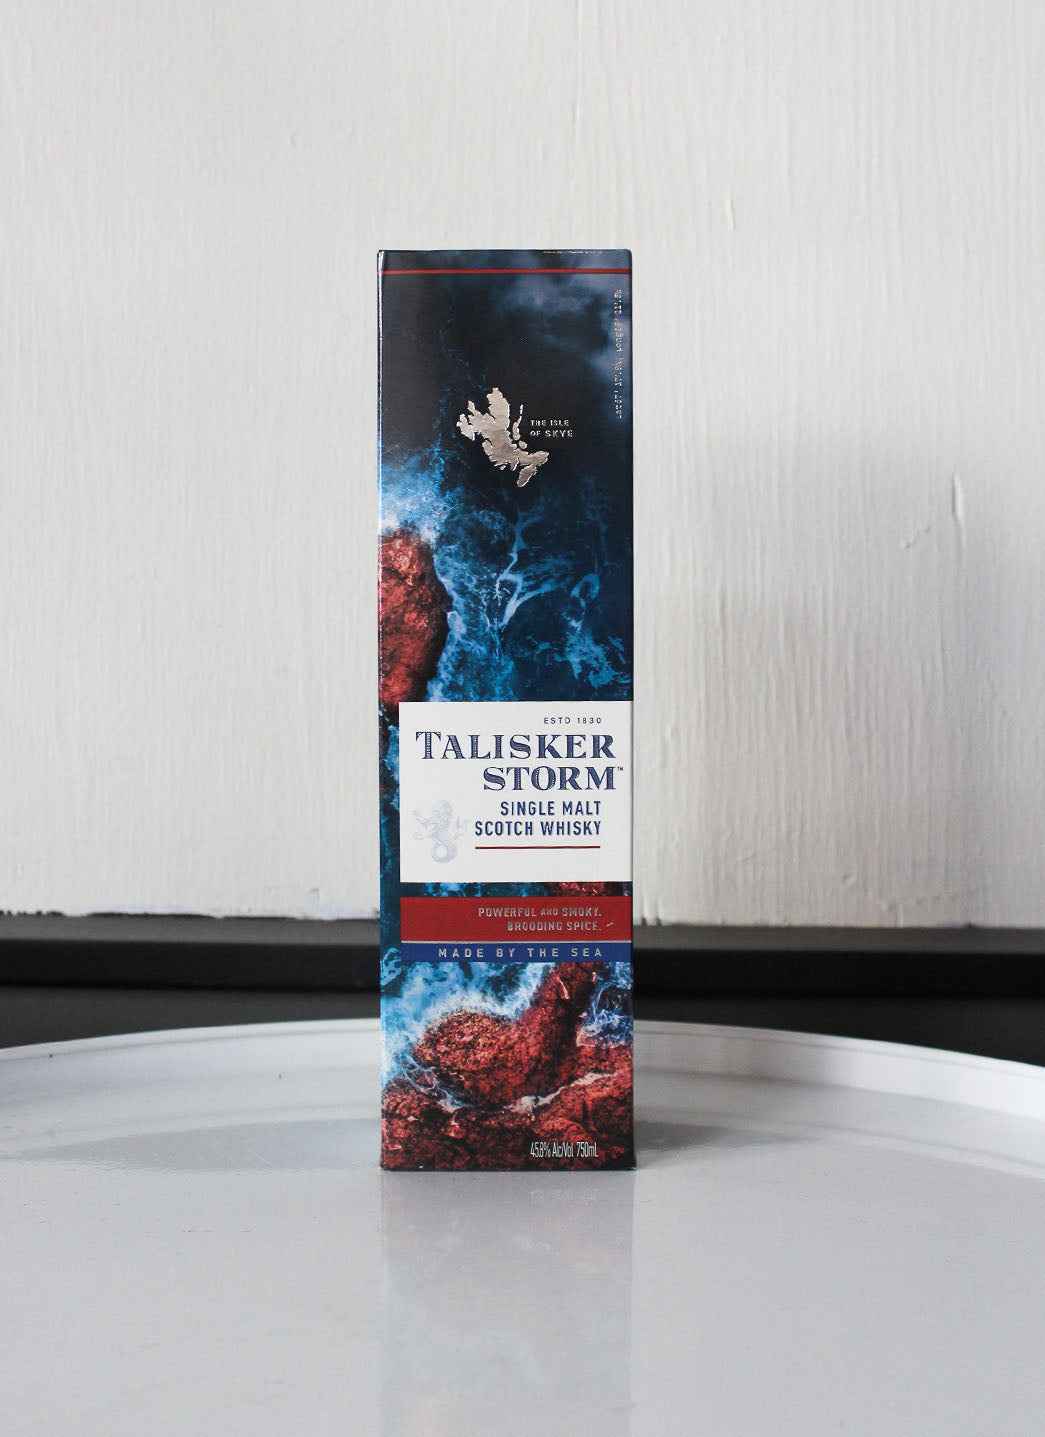 THE ISLE
OF SKYE
ESTD 1830
TALISKER
STORM™
SINGLE MALT
SCOTCH WHISKY
POWERFUL AND SMOKY.
BROODING SPICE.
MADE BY THE SEA
45.8% Alc/Vol 750mL